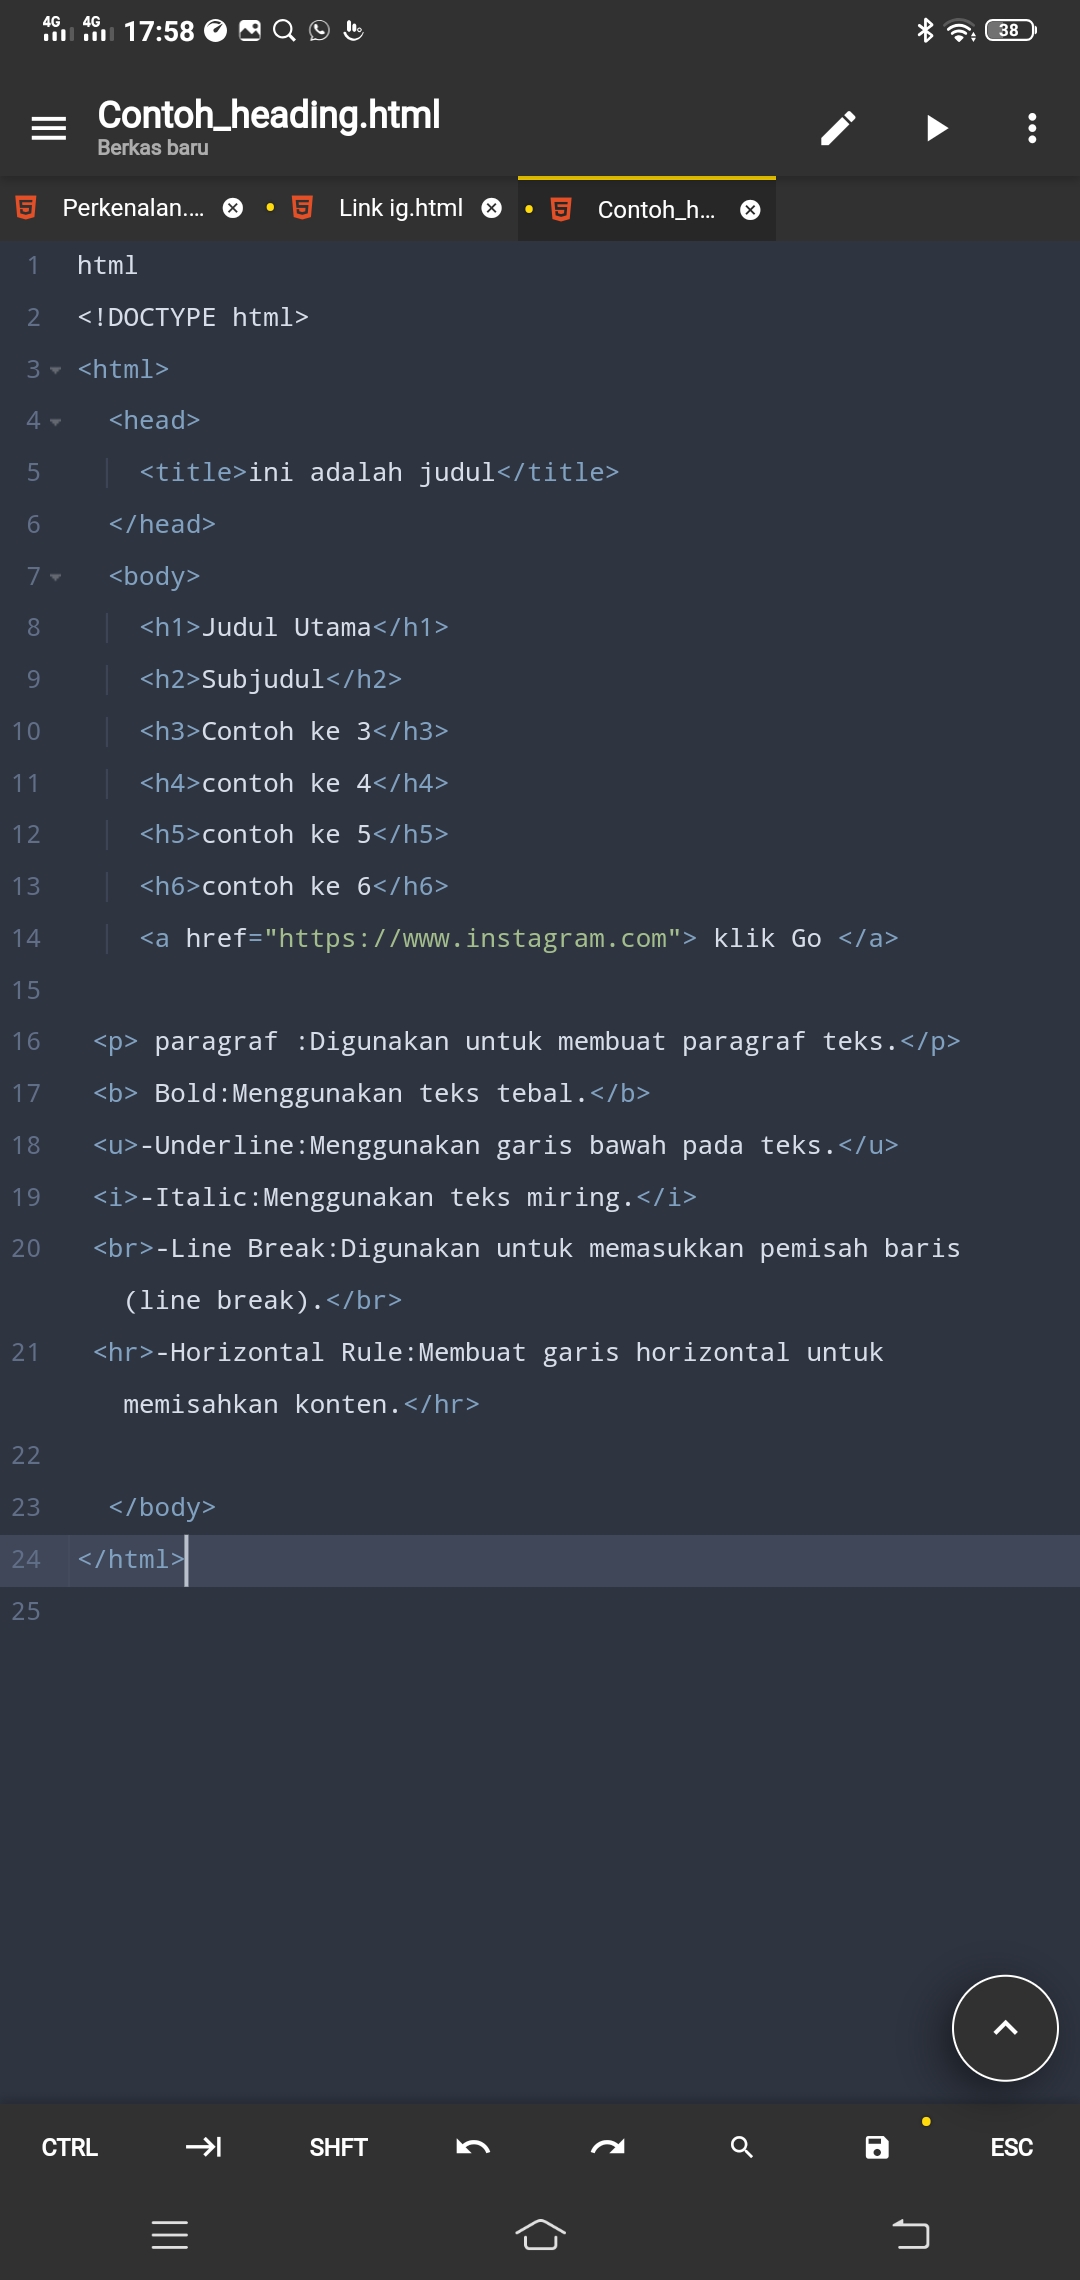 4G 4G 17:58 38
Contoh_heading.html
Berkas baru
Perkenalan.... Link ig.html Contoh_h...
1 html
2 <!DOCTYPE html>
3 <html>
4 <head>
5 <title>ini adalah judul</title>
6 </head>
7 <body>
8 <h1>Judul Utama</h1>
9 <h2>Subjudul</h2>
10 <h3>Contoh ke 3</h3>
11 <h4>contoh ke 4</h4>
12 <h5>contoh ke 5</h5>
13 <h6>contoh ke 6</h6>
14 <a href="https://www.instagram.com"> klik Go </a>
15
16 <p> paragraf :Digunakan untuk membuat paragraf teks.</p>
17 <b> Bold:Menggunakan teks tebal.</b>
18 <u>-Underline:Menggunakan garis bawah pada teks.</u>
19 <i>-Italic:Menggunakan teks miring.</i>
20 <br>-Line Break:Digunakan untuk memasukkan pemisah baris
(line break).</br>
21 <hr>-Horizontal Rule:Membuat garis horizontal untuk
memisahkan konten.</hr>
22
23 </body>
24 </html>
25
CTRL SHFT ESC